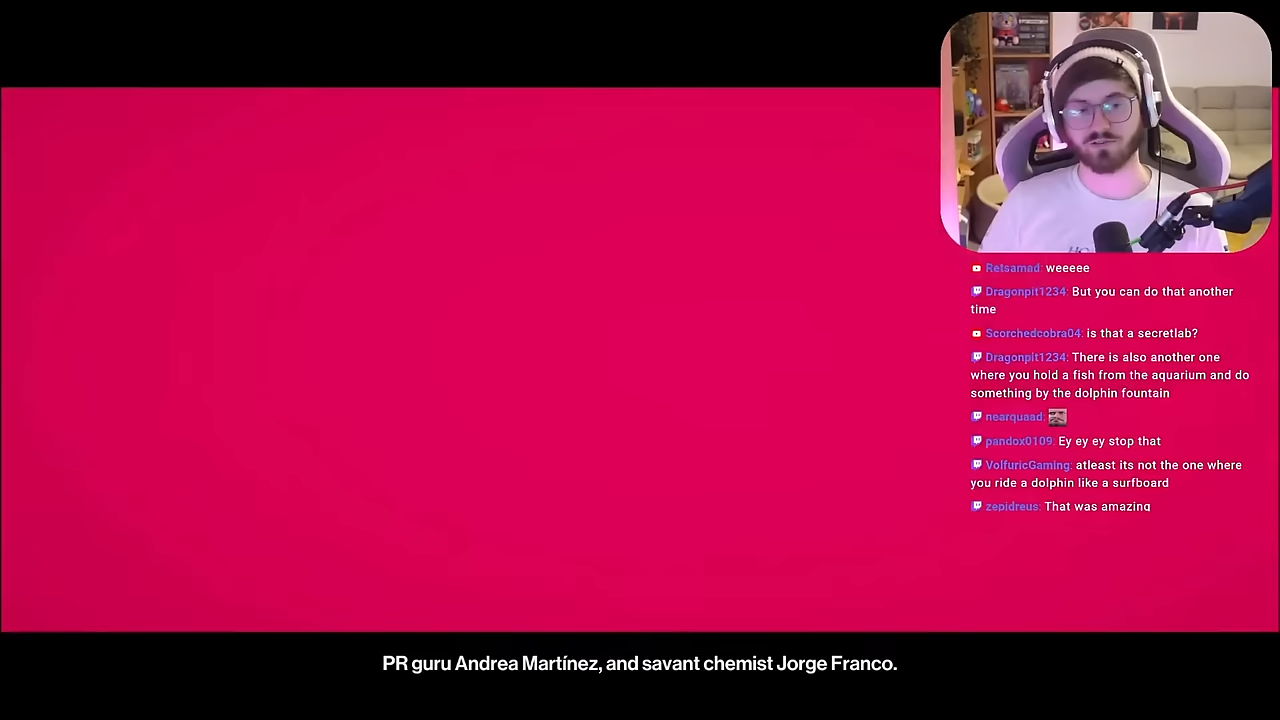 Retsamad: weeeee
Dragonpit1234: But you can do that another
time
Scorchedcobra04: is that a secretlab?
Dragonpit1234: There is also another one
where you hold a fish from the aquarium and do
something by the dolphin fountain
nearquaad:
pandox0109: Ey ey ey stop that
VolfuricGaming: atleast its not the one where
you ride a dolphin like a surfboard
zepidreus: That was amazing
PR guru Andrea Martínez, and savant chemist Jorge Franco.